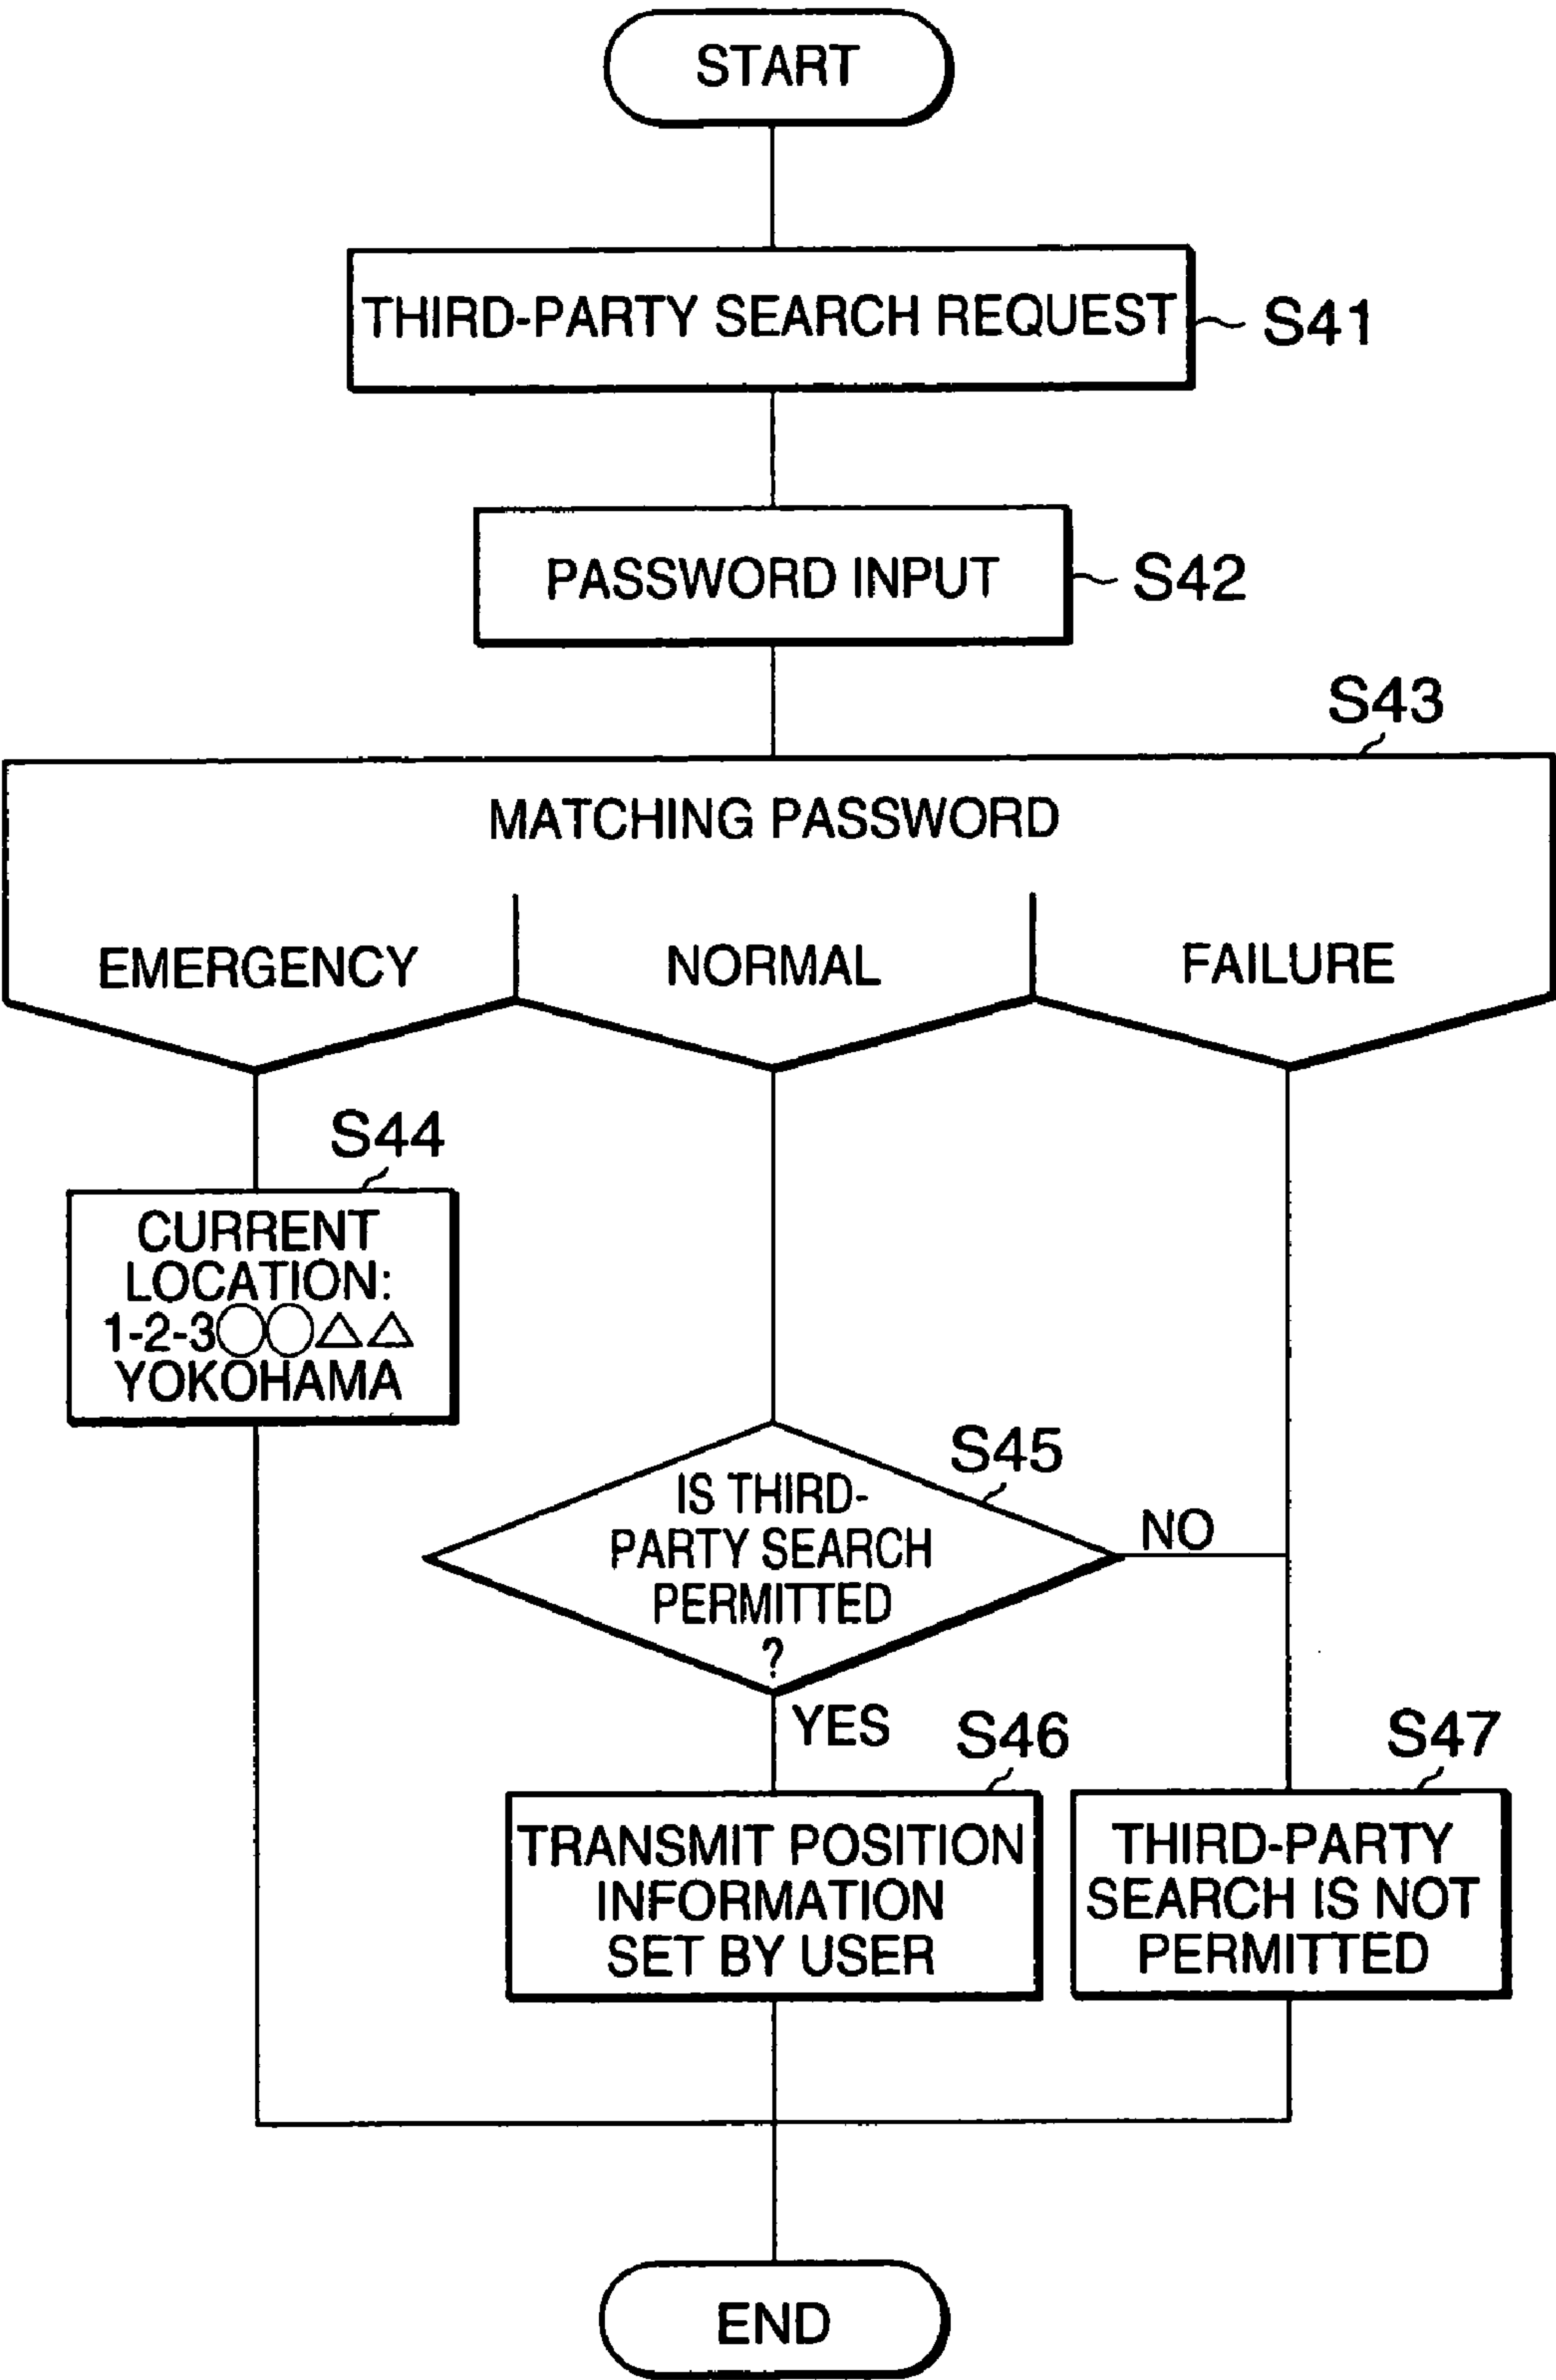 START
THIRD-PARTY SEARCH REQUEST
S41
PASSWORD INPUT
S42
S43
MATCHING PASSWORD
EMERGENCY
NORMAL
FAILURE
S44
CURRENT
LOCATION:
1-2-3○○△△
YOKOHAMA
S45
IS THIRD-
PARTY SEARCH
PERMITTED
?
NO
YES
S46
TRANSMIT POSITION
INFORMATION
SET BY USER
S47
THIRD-PARTY
SEARCH IS NOT
PERMITTED
END